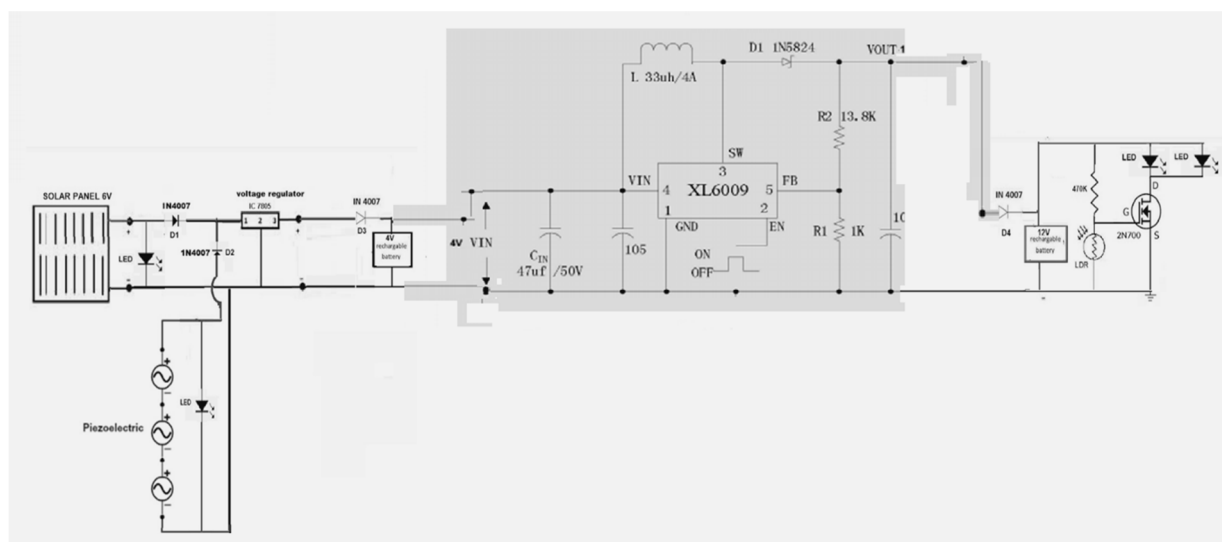 SOLAR PANEL 6V
1N4007
D1
LED
1N4007
D2
voltage regulator
IC 7805
1 2 3
+
-
+
-
IN 4007
D3
4V
rechargable
battery
Piezoelectric
+
-
+
-
+
-
LED
4V
VIN
CIN
47uf /50V
105
L 33uh/4A
D1 1N5824
VOUT 1
VIN
SW
3
4
XL6009
5
FB
1
2
GND
EN
ON
OFF
R2 13.8K
R1 1K
10
IN 4007
D4
12V
rechargable
battery
470K
LDR
LED
LED
D
G
S
2N700